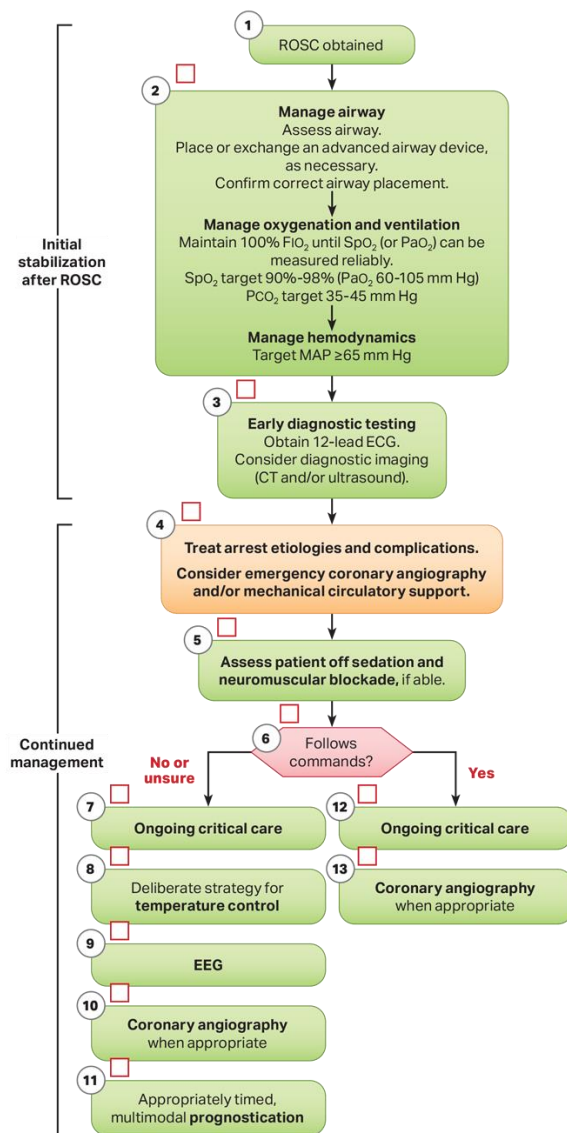 1
ROSC obtained
2
Manage airway
Assess airway.
Place or exchange an advanced airway device,
as necessary.
Confirm correct airway placement.
Manage oxygenation and ventilation
Maintain 100% FIO₂ until SpO₂ (or PaO₂) can be
measured reliably.
SpO₂ target 90%-98% (PaO₂ 60-105 mm Hg)
PCO₂ target 35-45 mm Hg
Manage hemodynamics
Target MAP ≥65 mm Hg
Initial
stabilization
after ROSC
3
Early diagnostic testing
Obtain 12-lead ECG.
Consider diagnostic imaging
(CT and/or ultrasound).
4
Treat arrest etiologies and complications.
Consider emergency coronary angiography
and/or mechanical circulatory support.
5
Assess patient off sedation and
neuromuscular blockade, if able.
Continued
management
6
Follows
commands?
No or
unsure
Yes
7
Ongoing critical care
8
Deliberate strategy for
temperature control
9
EEG
10
Coronary angiography
when appropriate
11
Appropriately timed,
multimodal prognostication
12
Ongoing critical care
13
Coronary angiography
when appropriate